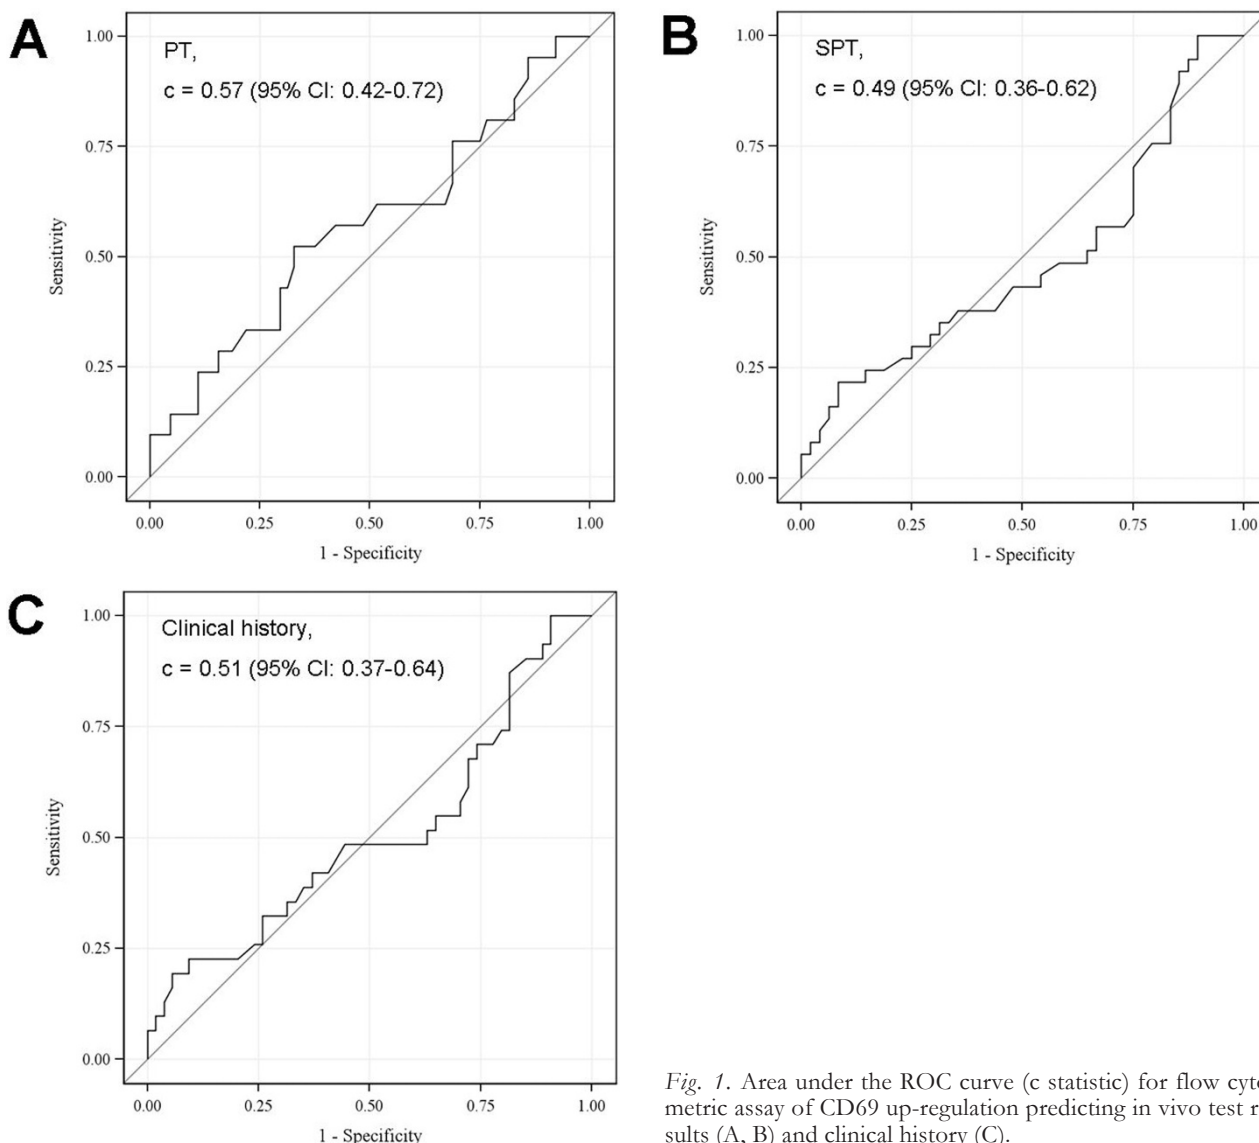 A
PT,
c = 0.57 (95% CI: 0.42-0.72)
1.00
0.75
0.50
0.25
0.00
Sensitivity
0.00 0.25 0.50 0.75 1.00
1 - Specificity
B
SPT,
c = 0.49 (95% CI: 0.36-0.62)
1.00
0.75
0.50
0.25
0.00
Sensitivity
0.00 0.25 0.50 0.75 1.00
1 - Specificity
C
Clinical history,
c = 0.51 (95% CI: 0.37-0.64)
1.00
0.75
0.50
0.25
0.00
Sensitivity
0.00 0.25 0.50 0.75 1.00
1 - Specificity
Fig. 1. Area under the ROC curve (c statistic) for flow cyto
metric assay of CD69 up-regulation predicting in vivo test r
sults (A, B) and clinical history (C).